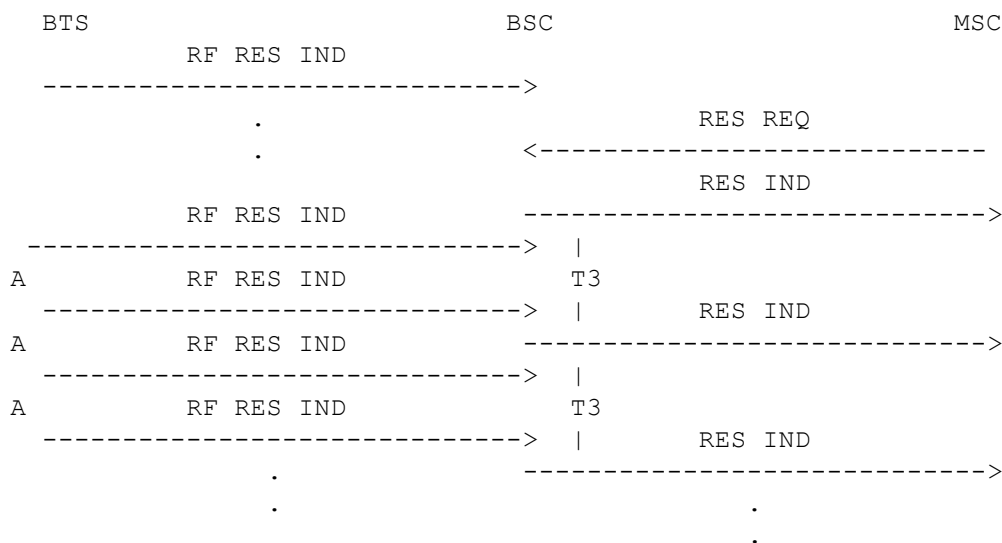 BTS BSC MSC
RF RES IND
------------------------------>
. RES REQ
. <----------------------------
RES IND
RF RES IND ----------------------------->
-------------------------------> |
A RF RES IND T3
------------------------------> | RES IND
A RF RES IND ----------------------------->
------------------------------> |
A RF RES IND T3
------------------------------> | RES IND
. ----------------------------->
. .
.